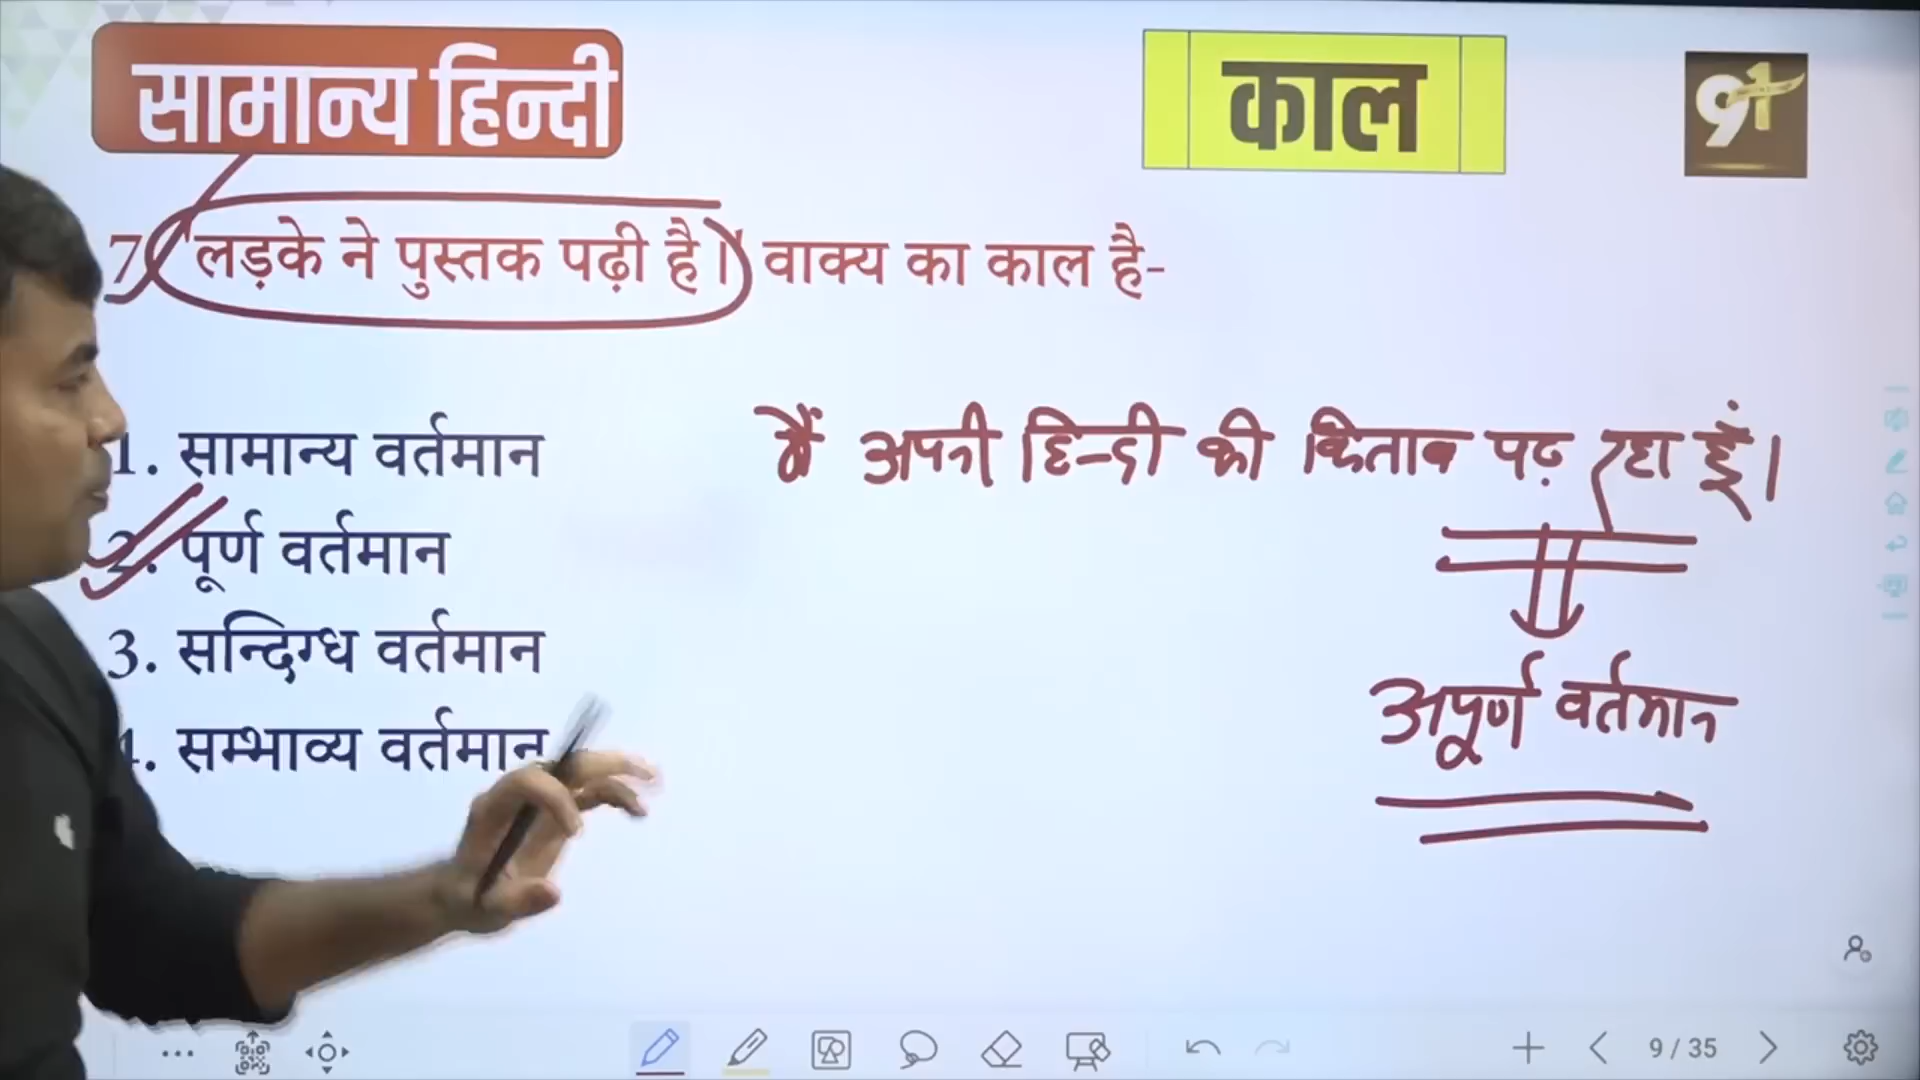 सामान्य हिन्दी
काल
91
7. 'लड़के ने पुस्तक पढ़ी है।' वाक्य का काल है-
1. सामान्य वर्तमान
2. पूर्ण वर्तमान
3. सन्दिग्ध वर्तमान
4. सम्भाव्य वर्तमान
मैं अपनी हिन्दी की किताब पढ़ रहा हूं।
अपूर्ण वर्तमान
9 / 35